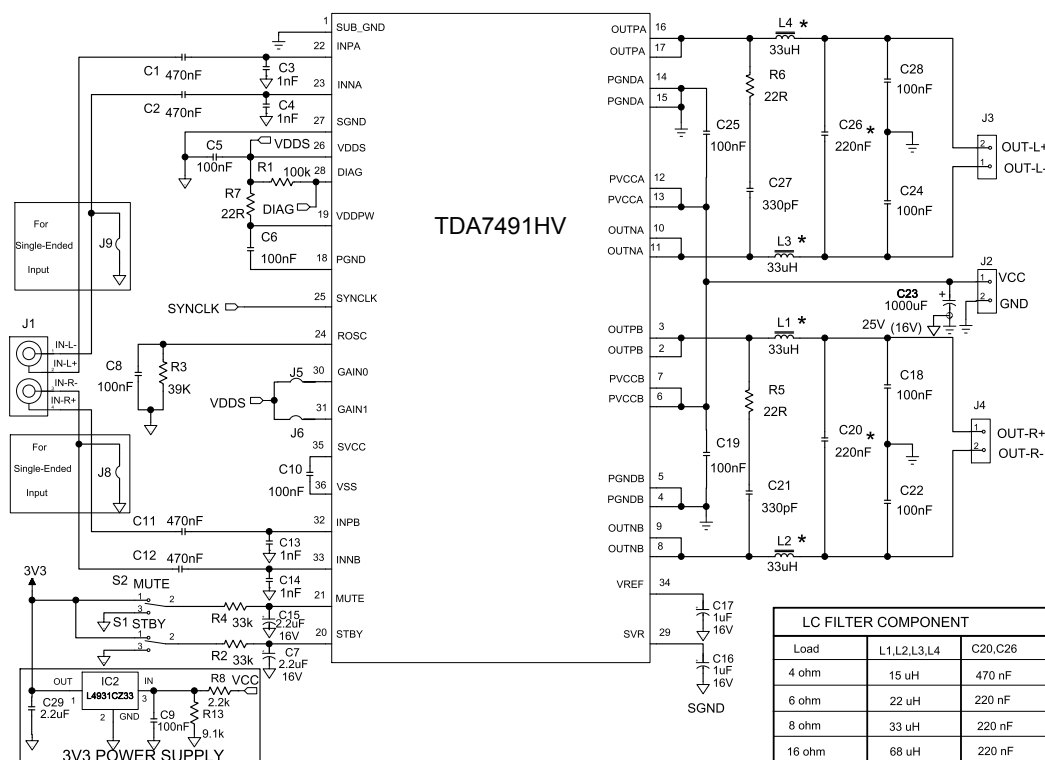 TDA7491HV
1 SUB_GND
22 INPA
23 INNA
27 SGND
26 VDDS
28 DIAG
19 VDDPW
18 PGND
25 SYNCLK
24 ROSC
30 GAIN0
31 GAIN1
35 SVCC
36 VSS
32 INPB
33 INNB
21 MUTE
20 STBY
OUTPA 16
OUTPA 17
PGNDA 14
PGNDA 15
PVCCA 12
PVCCA 13
OUTNA 10
OUTNA 11
OUTPB 3
OUTPB 2
PVCCB 7
PVCCB 6
PGNDB 5
PGNDB 4
OUTNB 9
OUTNB 8
VREF 34
SVR 29
C1 470nF
C3
1nF
C2 470nF
C4
1nF
C5
100nF
VDDS
R1 100k
R7
22R
DIAG
C6
100nF
For
Single-Ended
Input
J9
SYNCLK
J1
IN-L-
IN-L+
IN-R-
IN-R+
C8
100nF
R3
39K
VDDS
J5
J6
For
Single-Ended
Input
J8
C10
100nF
C11 470nF
C13
1nF
C12 470nF
C14
1nF
3V3
S2 MUTE
1
2
3
S1 STBY
1
2
3
R4 33k
C15
2.2uF
16V
R2 33k
C7
2.2uF
16V
OUT
1
IC2
L4931CZ33
IN
3
2
GND
C29
2.2uF
C9
100nF
R8
2.2k
VCC
R13
9.1k
3V3 POWER SUPPLY
L4 *
33uH
R6
22R
C25
100nF
C26 *
220nF
C27
330pF
C28
100nF
C24
100nF
J3
2 OUT-L+
1 OUT-L-
L3 *
33uH
J2
1 VCC
2 GND
C23
1000uF
+
25V (16V)
L1 *
33uH
R5
22R
C19
100nF
C20 *
220nF
C21
330pF
C18
100nF
C22
100nF
J4
1 OUT-R+
2 OUT-R-
L2 *
33uH
C17
1uF
16V
C16
1uF
16V
SGND
LC FILTER COMPONENT
Load L1,L2,L3,L4 C20,C26
4 ohm 15 uH 470 nF
6 ohm 22 uH 220 nF
8 ohm 33 uH 220 nF
16 ohm 68 uH 220 nF